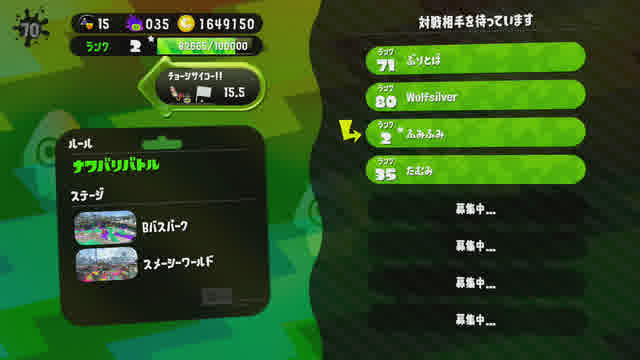 70
15
035
1649150
ランク
2
82665/100000
チョーシサイコー!!
15.5
ルール
ナワバリバトル
ステージ
Bバスパーク
スメーシーワールド
対戦相手を待っています
ランク
71
ぷりとは
ランク
80
Wolfsilver
ランク
2
ふみふみ
ランク
35
たむみ
募集中...
募集中...
募集中...
募集中...